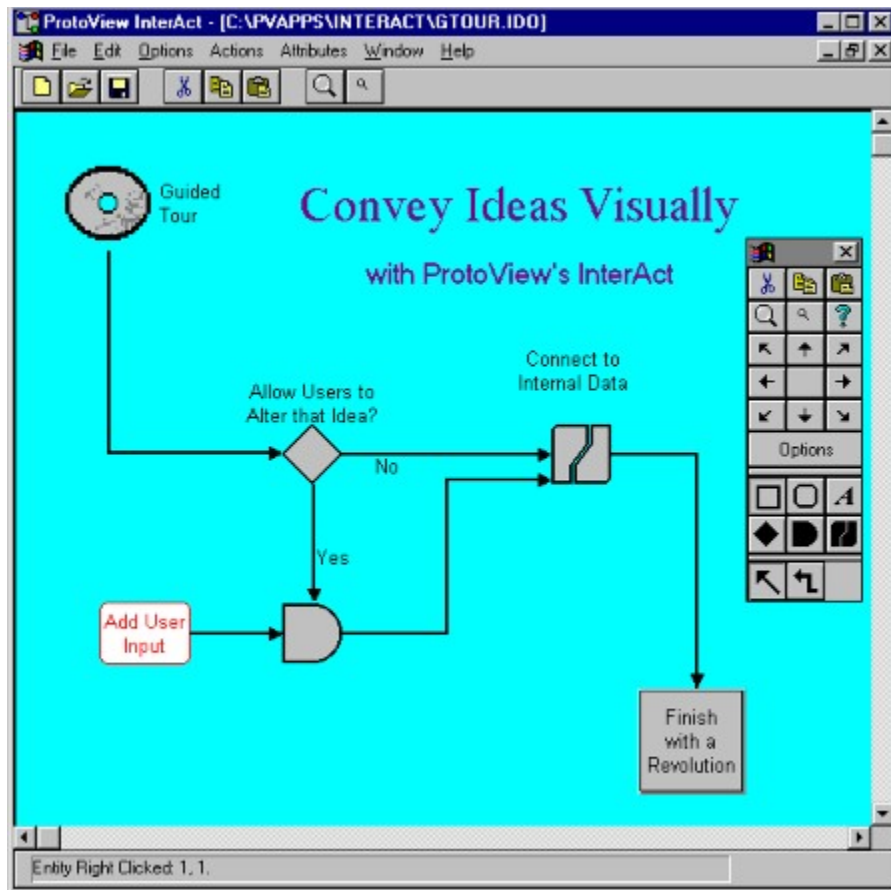 ProtoView InterAct - [C:\PVAPPS\INTERACT\GTOUR.IDO]
File Edit Options Actions Attributes Window Help
Guided
Tour
Convey Ideas Visually
with ProtoView's InterAct
Connect to
Internal Data
Allow Users to
Alter that Idea?
No
Yes
Add User
Input
Finish
with a
Revolution
Options
A
Entity Right Clicked: 1, 1.